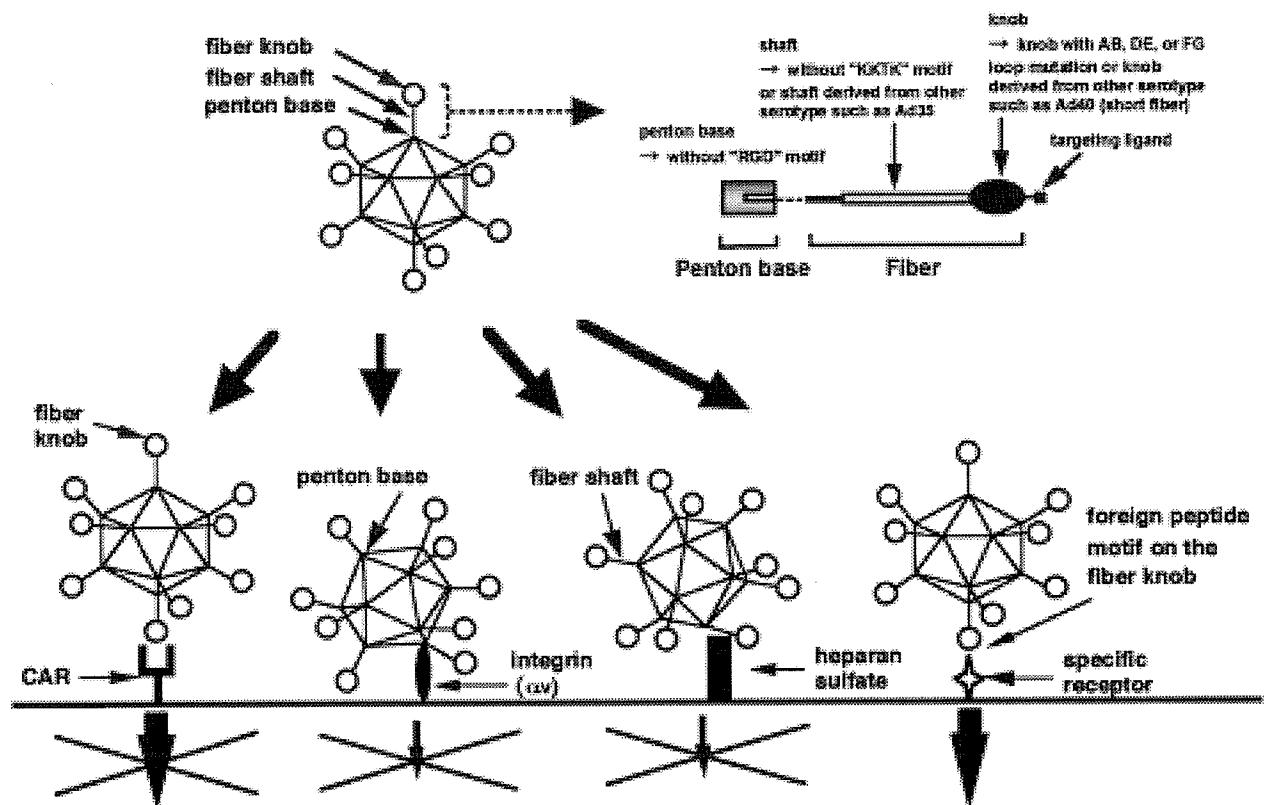 fiber knob
fiber shaft
penton base
shaft
→ without "KKTK" motif
or shaft derived from other
serotype such as Ad35
knob
→ knob with AB, DE, or FG
loop mutation or knob
derived from other serotype
such as Ad40 (short fiber)
penton base
→ without "RGD" motif
targeting ligand
Penton base
Fiber
fiber
knob
penton base
fiber shaft
foreign peptide
motif on the
fiber knob
CAR
integrin
(αv)
heparan
sulfate
specific
receptor